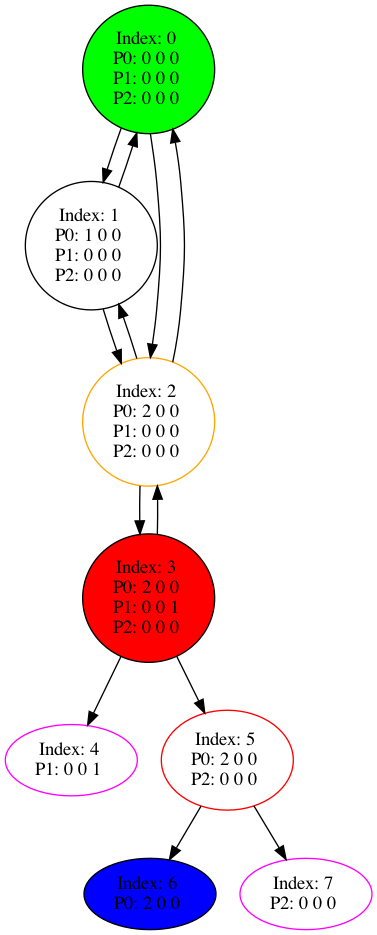 Index: 0
P0: 0 0 0
P1: 0 0 0
P2: 0 0 0
Index: 1
P0: 1 0 0
P1: 0 0 0
P2: 0 0 0
Index: 2
P0: 2 0 0
P1: 0 0 0
P2: 0 0 0
Index: 3
P0: 2 0 0
P1: 0 0 1
P2: 0 0 0
Index: 4
P1: 0 0 1
Index: 5
P0: 2 0 0
P2: 0 0 0
Index: 6
P0: 2 0 0
Index: 7
P2: 0 0 0